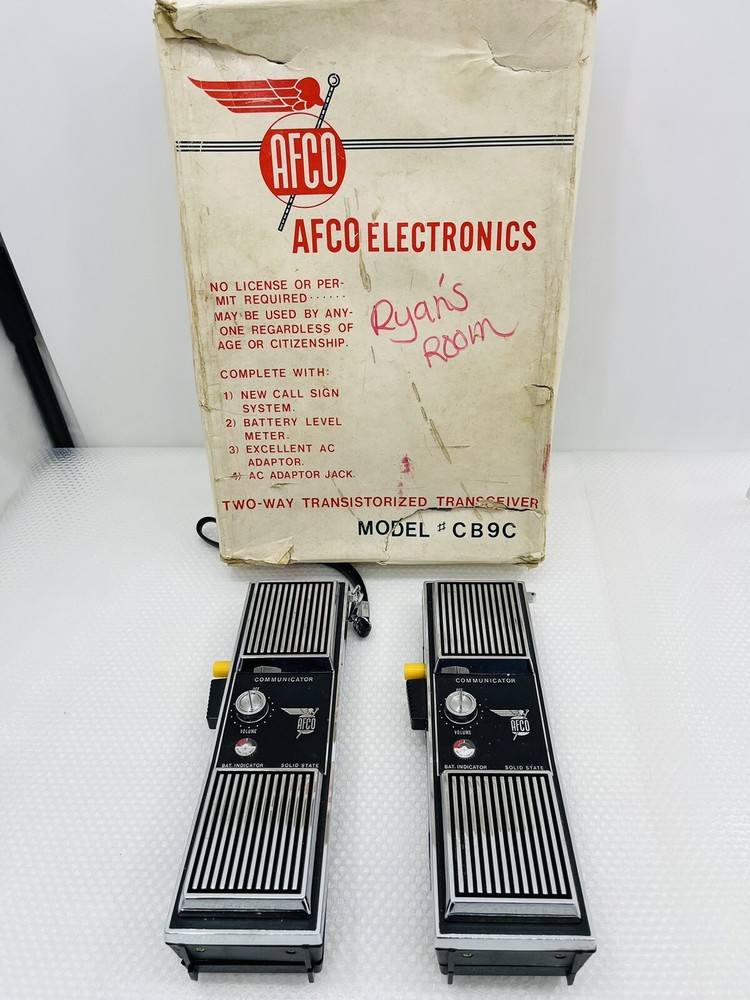 AFCO
AFCO ELECTRONICS
NO LICENSE OR PER-
MIT REQUIRED ······
MAY BE USED BY ANY-
ONE REGARDLESS OF
AGE OR CITIZENSHIP.
Ryan's
Room
COMPLETE WITH:
1) NEW CALL SIGN
SYSTEM.
2) BATTERY LEVEL
METER.
3) EXCELLENT AC
ADAPTOR.
4) AC ADAPTOR JACK.
TWO-WAY TRANSISTORIZED TRANSCEIVER
MODEL # CB9C
COMMUNICATOR
OFF
AFCO
VOLUME
BAT. INDICATOR SOLID STATE
COMMUNICATOR
OFF
AFCO
VOLUME
BAT. INDICATOR SOLID STATE